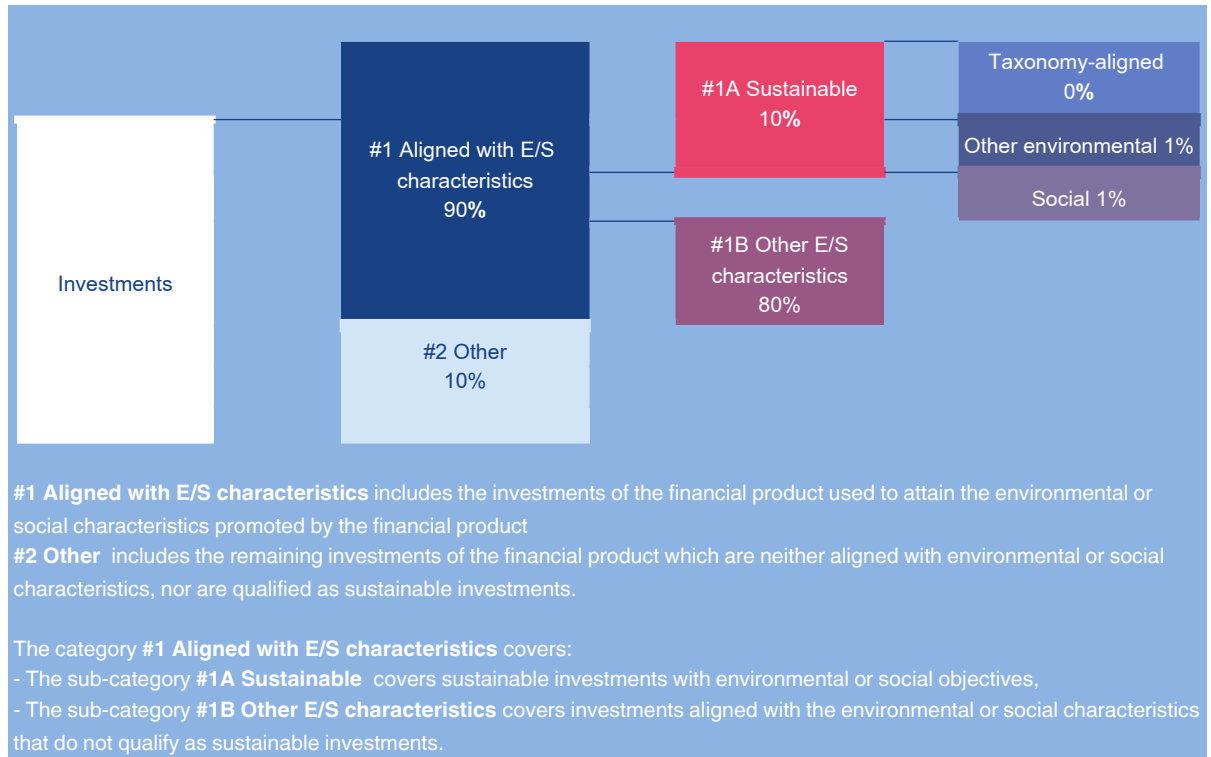 Investments
#1 Aligned with E/S
characteristics
90%
#2 Other
10%
#1A Sustainable
10%
#1B Other E/S
characteristics
80%
Taxonomy-aligned
0%
Other environmental 1%
Social 1%
#1 Aligned with E/S characteristics includes the investments of the financial product used to attain the environmental or
social characteristics promoted by the financial product
#2 Other includes the remaining investments of the financial product which are neither aligned with environmental or social
characteristics, nor are qualified as sustainable investments.
The category #1 Aligned with E/S characteristics covers:
- The sub-category #1A Sustainable covers sustainable investments with environmental or social objectives,
- The sub-category #1B Other E/S characteristics covers investments aligned with the environmental or social characteristics
that do not qualify as sustainable investments.